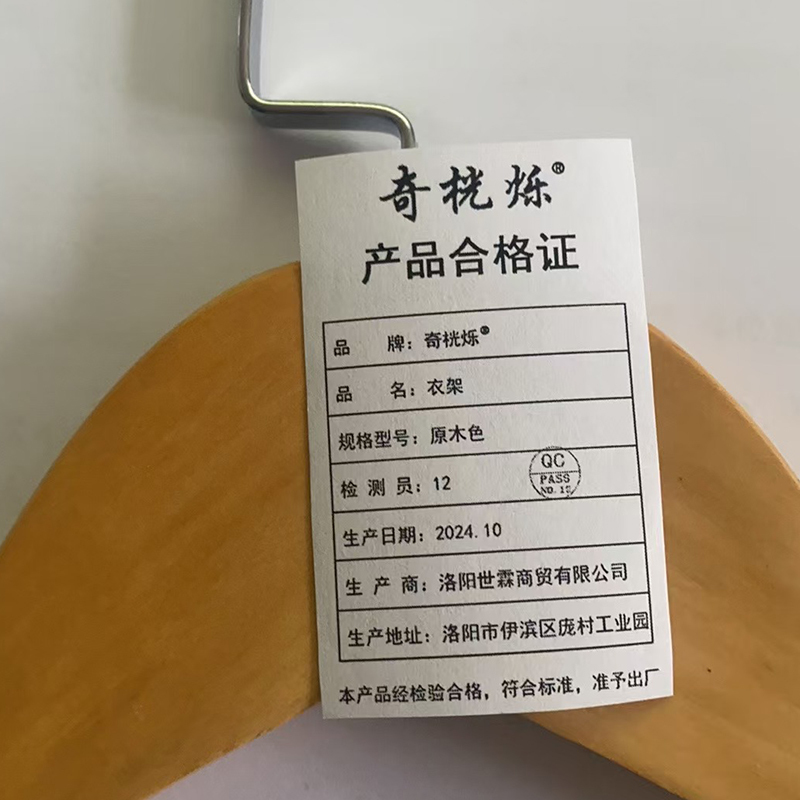 奇桄烁®
产品合格证
品 牌：奇桄烁®
品 名：衣架
规格型号：原木色
检 测 员：12
QC
PASS
NO.12
生产日期：2024.10
生 产 商：洛阳世霖商贸有限公司
生产地址：洛阳市伊滨区庞村工业园
本产品经检验合格，符合标准，准予出厂